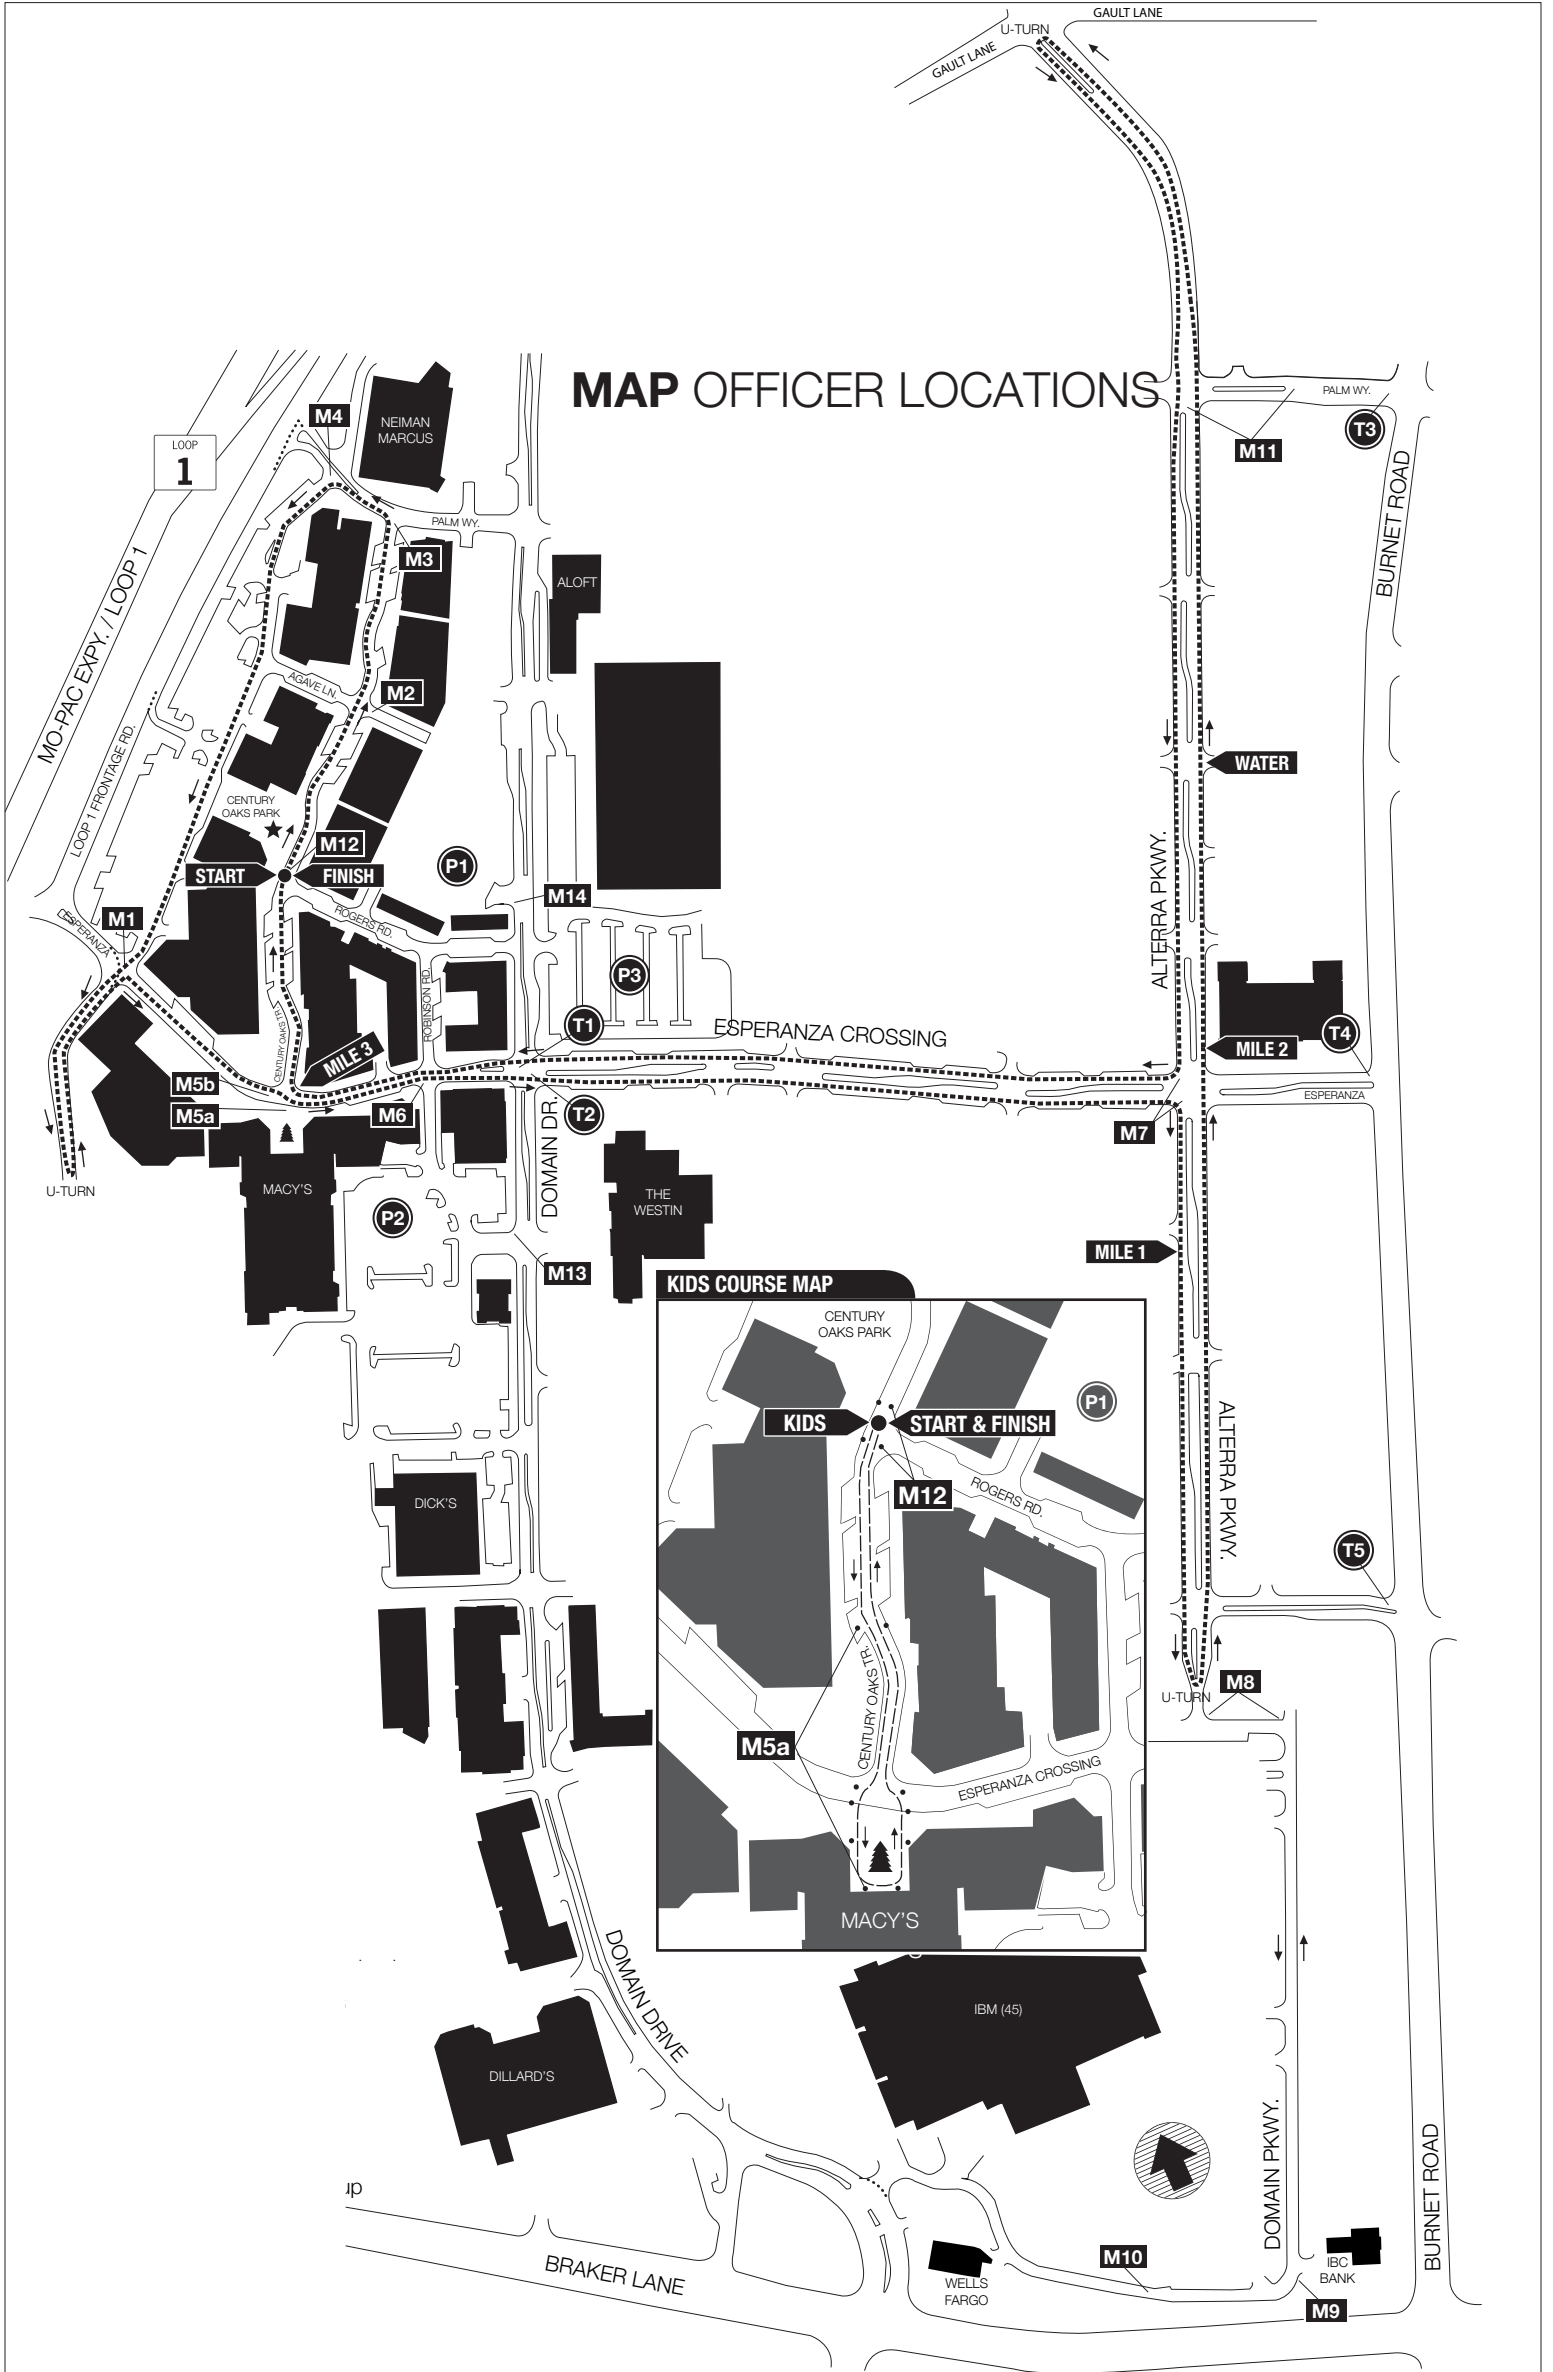 GAULT LANE
U-TURN
GAULT LANE
MAP OFFICER LOCATIONS
PALM WY.
M4
NEIMAN
MARCUS
T3
LOOP
1
M11
BURNET ROAD
PALM WY.
M3
MO-PAC EXPY. / LOOP 1
ALOFT
AGAVE LN.
M2
LOOP 1 FRONTAGE RD.
WATER
CENTURY
OAKS PARK
M12
P1
START
FINISH
ALTERRA PKWY.
M14
M1
ESPERANZA
ROGERS RD.
P3
ROBINSON RD.
T1
ESPERANZA CROSSING
T4
CENTURY OAKS TR.
MILE 3
MILE 2
M5b
M5a
M6
T2
ESPERANZA
M7
DOMAIN DR.
U-TURN
MACY'S
THE
WESTIN
P2
MILE 1
M13
KIDS COURSE MAP
CENTURY
OAKS PARK
P1
KIDS
START & FINISH
ALTERRA PKWY.
M12
ROGERS RD.
DICK'S
T5
CENTURY OAKS TR.
M5a
ESPERANZA CROSSING
M8
U-TURN
MACY'S
DOMAIN DRIVE
IBM (45)
DILLARD'S
DOMAIN PKWY.
BURNET ROAD
up
BRAKER LANE
WELLS
FARGO
M10
IBC
BANK
M9